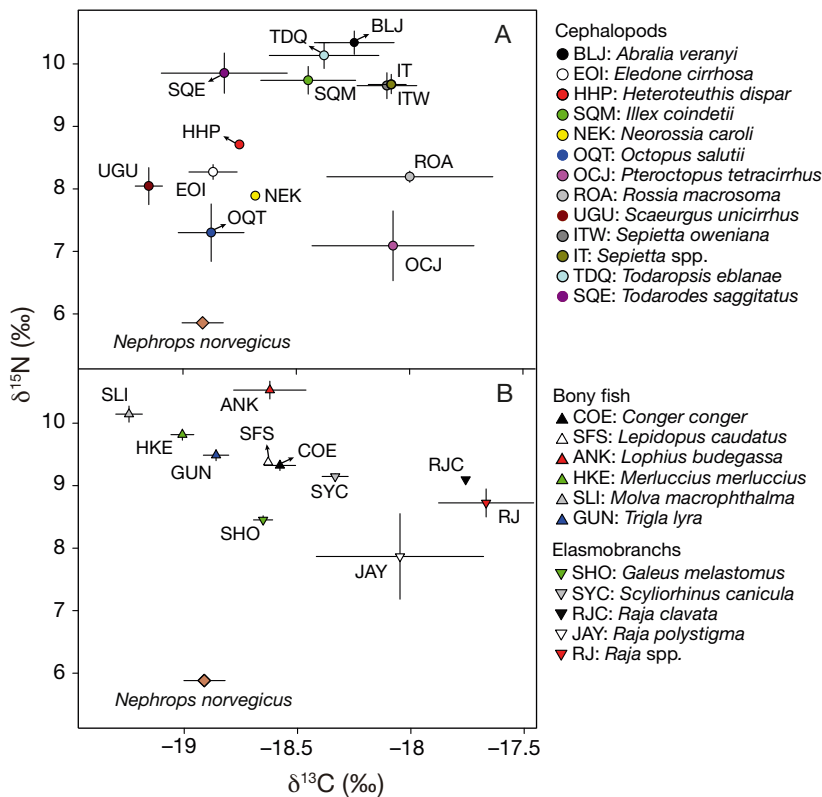 A
10
9
8
7
6
BLJ
TDQ
SQE
SQM
IT
ITW
HHP
UGU
EOI
NEK
ROA
OQT
OCJ
Nephrops norvegicus
δ15N (‰)
B
10
9
8
7
6
SLI
ANK
HKE
SFS
COE
GUN
SYC
RJC
SHO
RJ
JAY
Nephrops norvegicus
−19
−18.5
−18
−17.5
δ13C (‰)
Cephalopods
BLJ: Abralia veranyi
EOI: Eledone cirrhosa
HHP: Heteroteuthis dispar
SQM: Illex coindetii
NEK: Neorossia caroli
OQT: Octopus salutii
OCJ: Pteroctopus tetracirrhus
ROA: Rossia macrosoma
UGU: Scaeurgus unicirrhus
ITW: Sepietta oweniana
IT: Sepietta spp.
TDQ: Todaropsis eblanae
SQE: Todarodes saggitatus
Bony fish
COE: Conger conger
SFS: Lepidopus caudatus
ANK: Lophius budegassa
HKE: Merluccius merluccius
SLI: Molva macrophthalma
GUN: Trigla lyra
Elasmobranchs
SHO: Galeus melastomus
SYC: Scyliorhinus canicula
RJC: Raja clavata
JAY: Raja polystigma
RJ: Raja spp.